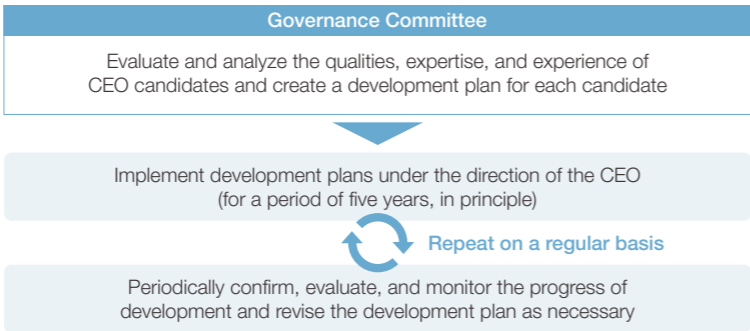 Governance Committee
Evaluate and analyze the qualities, expertise, and experience of
CEO candidates and create a development plan for each candidate
Implement development plans under the direction of the CEO
(for a period of five years, in principle)
Repeat on a regular basis
Periodically confirm, evaluate, and monitor the progress of
development and revise the development plan as necessary